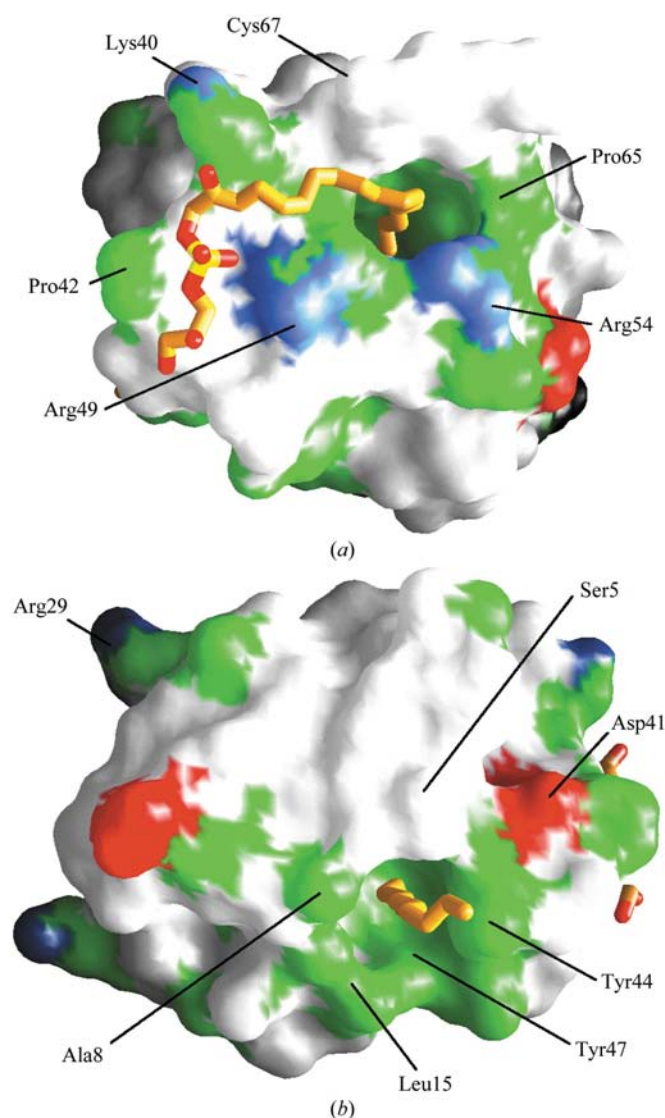 Cys67
Lys40
Pro65
Pro42
Arg54
Arg49
(a)
Arg29
Ser5
Asp41
Tyr44
Tyr47
Ala8
Leu15
(b)